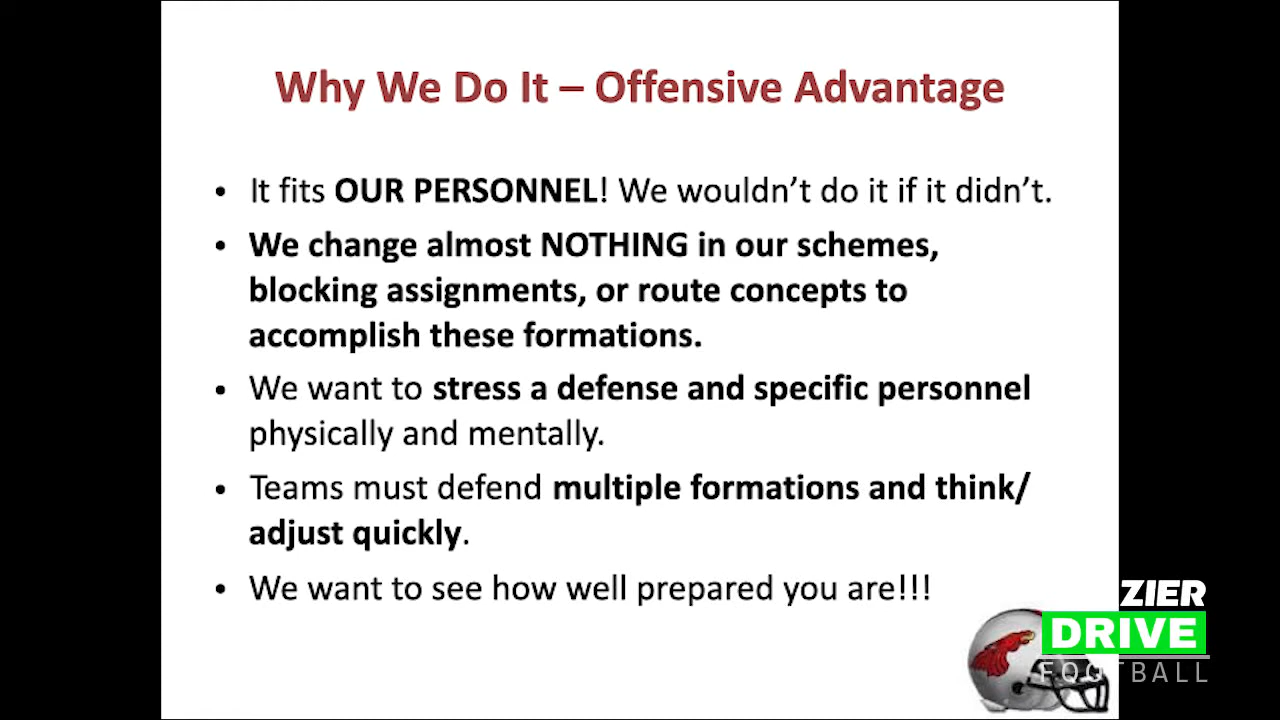 Why We Do It – Offensive Advantage
• It fits OUR PERSONNEL! We wouldn’t do it if it didn’t.
• We change almost NOTHING in our schemes,
blocking assignments, or route concepts to
accomplish these formations.
• We want to stress a defense and specific personnel
physically and mentally.
• Teams must defend multiple formations and think/
adjust quickly.
• We want to see how well prepared you are!!!
ZIER
DRIVE
FOOTBALL